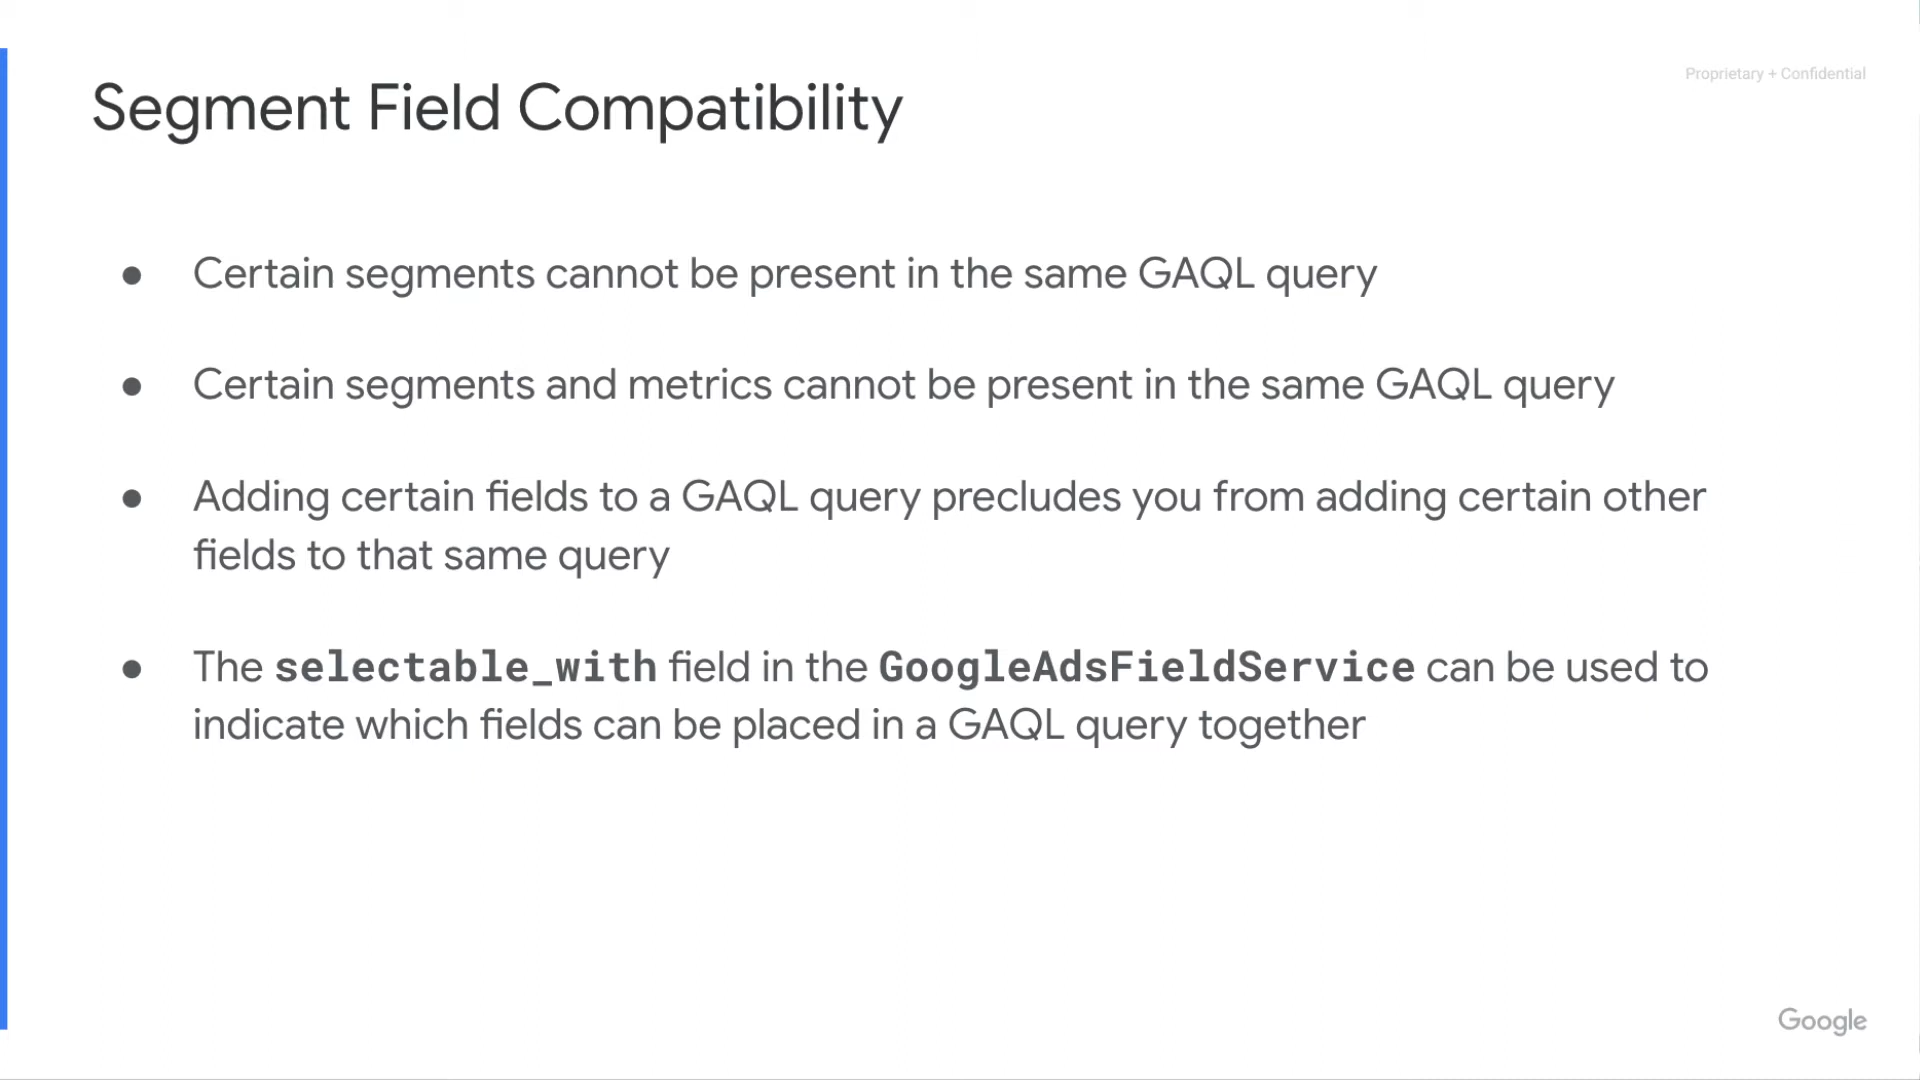 Proprietary + Confidential
Segment Field Compatibility
● Certain segments cannot be present in the same GAQL query
● Certain segments and metrics cannot be present in the same GAQL query
● Adding certain fields to a GAQL query precludes you from adding certain other
fields to that same query
● The selectable_with field in the GoogleAdsFieldService can be used to
indicate which fields can be placed in a GAQL query together
Google